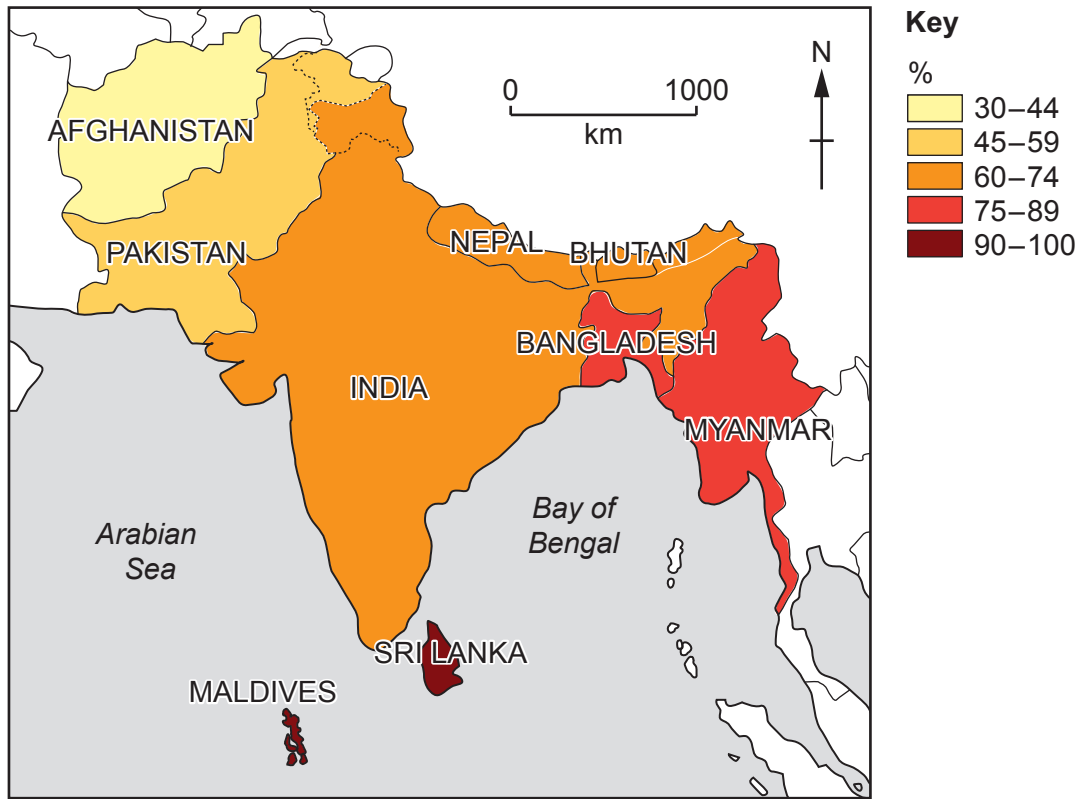 Key
%
30–44
45–59
60–74
75–89
90–100
N
0 1000
km
AFGHANISTAN
PAKISTAN
NEPAL
BHUTAN
BANGLADESH
INDIA
MYANMAR
Arabian
Sea
Bay of
Bengal
SRI LANKA
MALDIVES